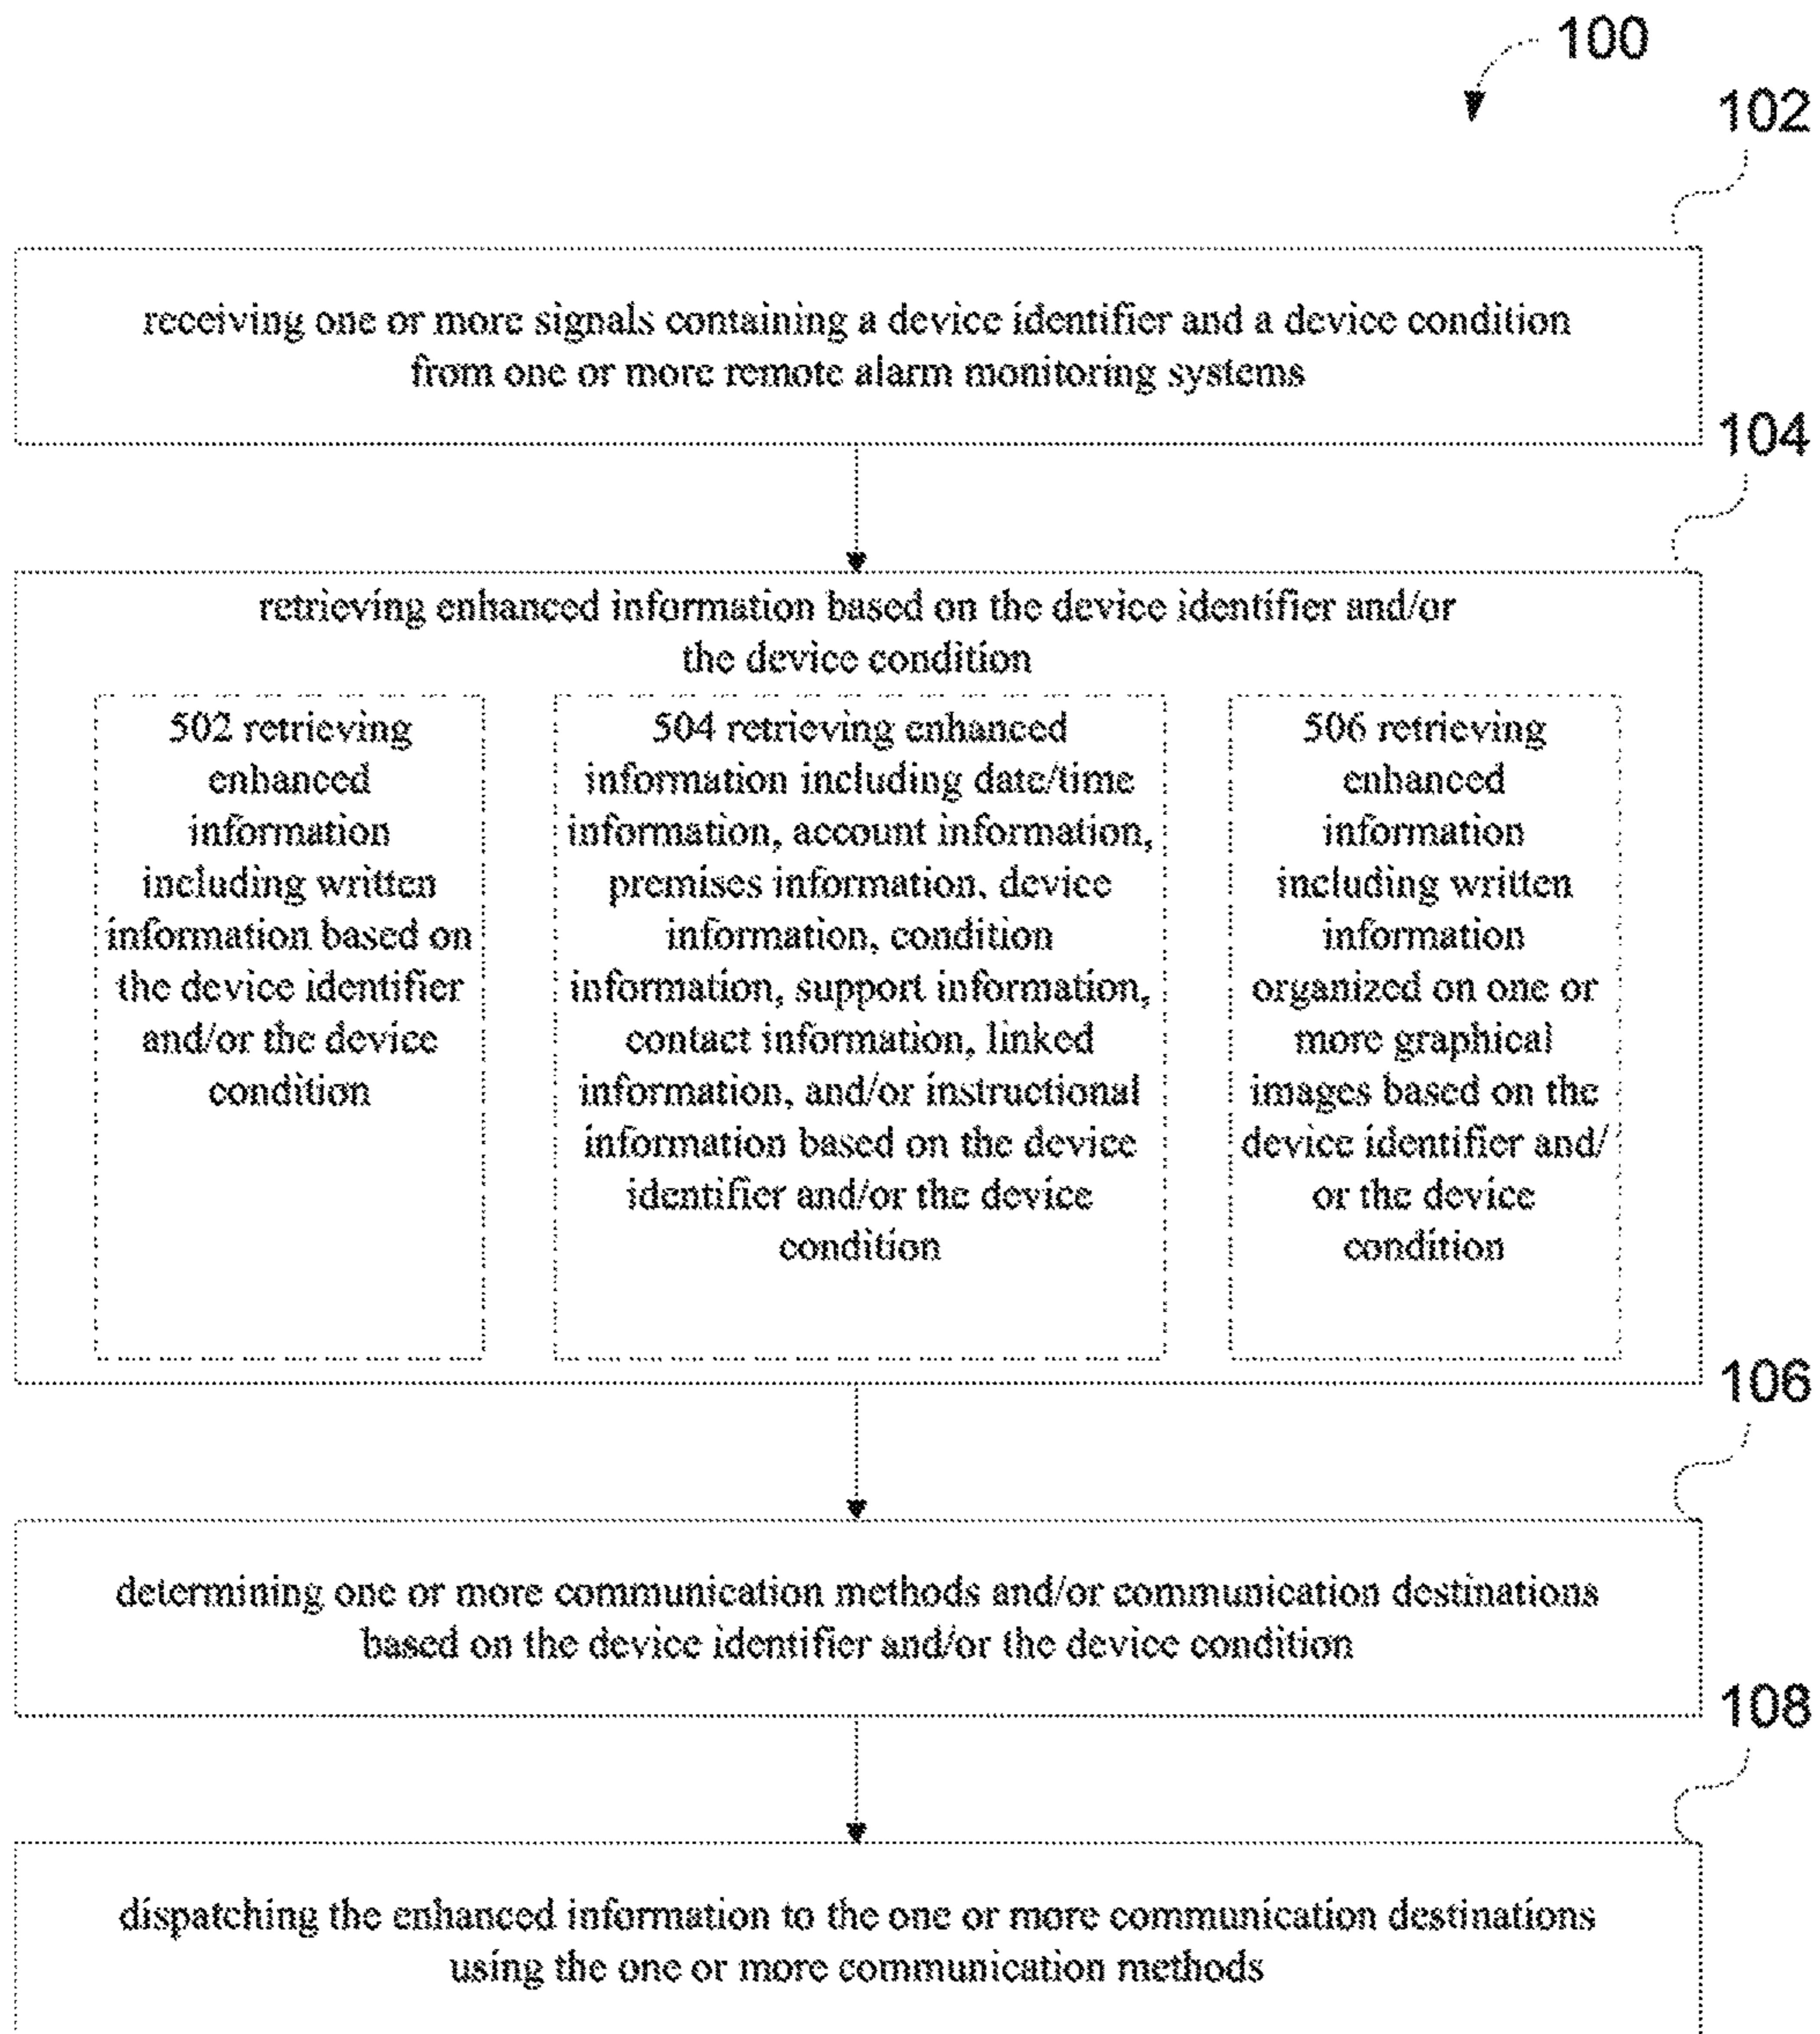 100
102
receiving one or more signals containing a device identifier and a device condition
from one or more remote alarm monitoring systems
104
retrieving enhanced information based on the device identifier and/or
the device condition
502 retrieving
enhanced
information
including written
information based on
the device identifier
and/or the device
condition
504 retrieving enhanced
information including date/time
information, account information,
premises information, device
information, condition
information, support information,
contact information, linked
information, and/or instructional
information based on the device
identifier and/or the device
condition
506 retrieving
enhanced
information
including written
information
organized on one or
more graphical
images based on the
device identifier and/
or the device
condition
106
determining one or more communication methods and/or communication destinations
based on the device identifier and/or the device condition
108
dispatching the enhanced information to the one or more communication destinations
using the one or more communication methods